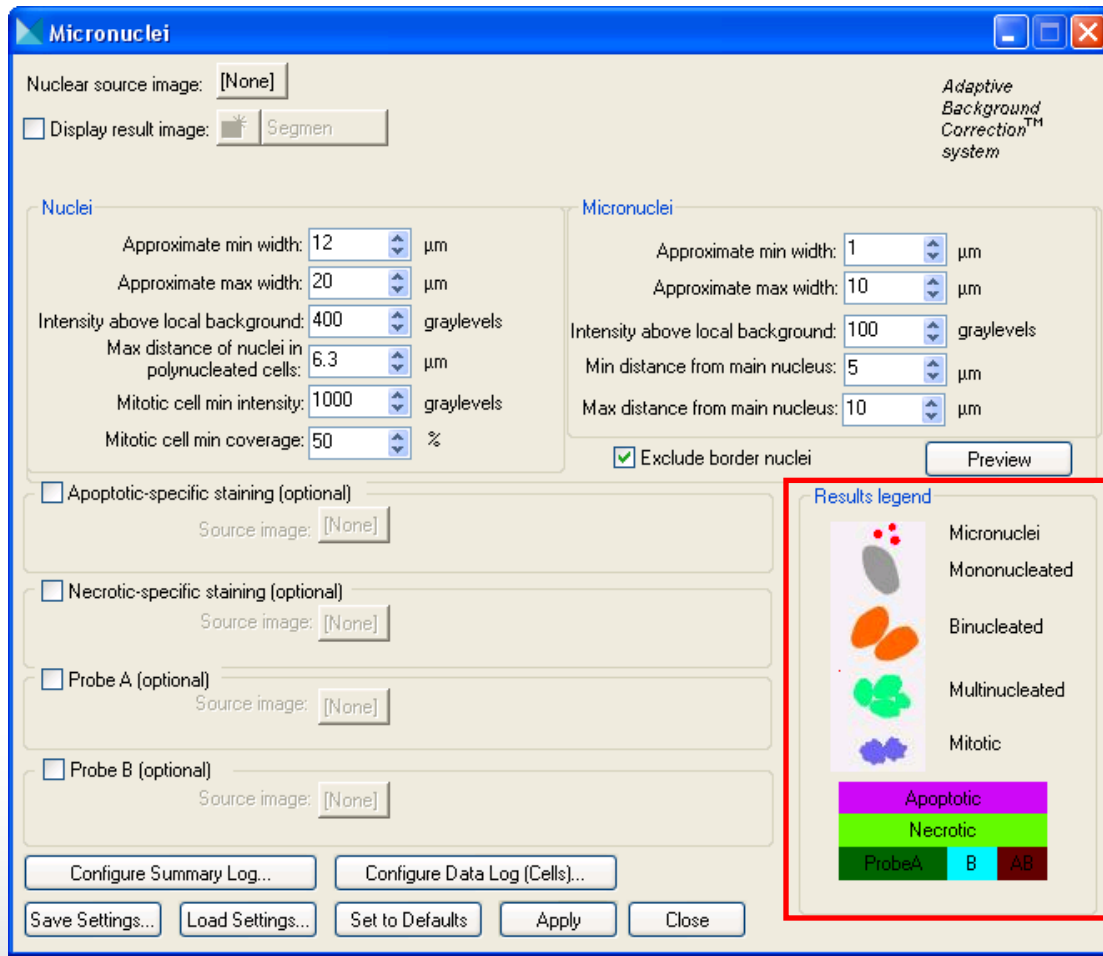 Micronuclei
Nuclear source image: [None]
Display result image: Segmen
Adaptive
Background
Correction™
system
Nuclei
Approximate min width: 12 µm
Approximate max width: 20 µm
Intensity above local background: 400 graylevels
Max distance of nuclei in
polynucleated cells: 6.3 µm
Mitotic cell min intensity: 1000 graylevels
Mitotic cell min coverage: 50 %
Micronuclei
Approximate min width: 1 µm
Approximate max width: 10 µm
Intensity above local background: 100 graylevels
Min distance from main nucleus: 5 µm
Max distance from main nucleus: 10 µm
Exclude border nuclei
Preview
Apoptotic-specific staining (optional)
Source image: [None]
Necrotic-specific staining (optional)
Source image: [None]
Probe A (optional)
Source image: [None]
Probe B (optional)
Source image: [None]
Results legend
Micronuclei
Mononucleated
Binucleated
Multinucleated
Mitotic
Apoptotic
Necrotic
ProbeA B AB
Configure Summary Log... Configure Data Log (Cells)...
Save Settings... Load Settings... Set to Defaults Apply Close